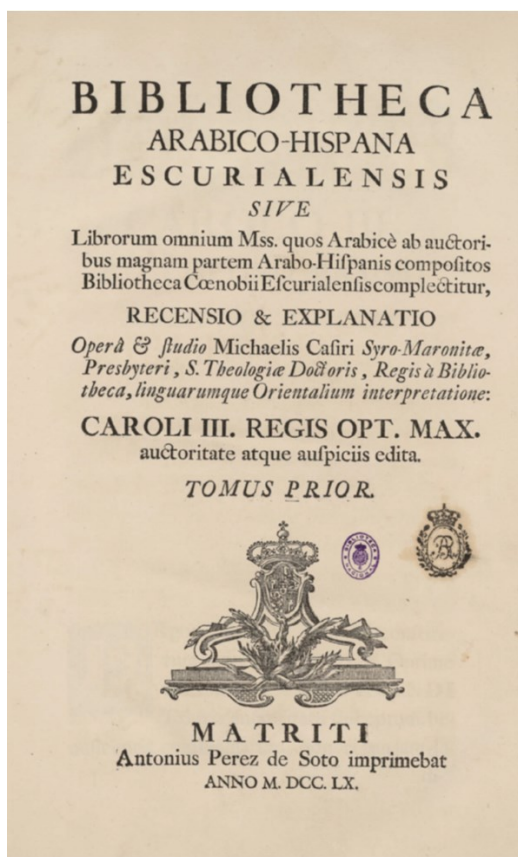 BIBLIOTHECA
ARABICO-HISPANA
ESCURIALENSIS
SIVE
Librorum omnium Mss. quos Arabicè ab auctori-
bus magnam partem Arabo-Hiſpanis compoſitos
Bibliotheca Cœnobii Eſcurialenſis complectitur,
RECENSIO & EXPLANATIO
Operâ & ſtudio Michaelis Caſiri Syro-Maronitæ,
Presbyteri, S. Theologiæ Doctoris, Regis à Biblio-
theca, linguarumque Orientalium interpretatione:
CAROLI III. REGIS OPT. MAX.
auctoritate atque auſpiciis edita.
TOMUS PRIOR.
MATRITI
Antonius Perez de Soto imprimebat
ANNO M. DCC. LX.